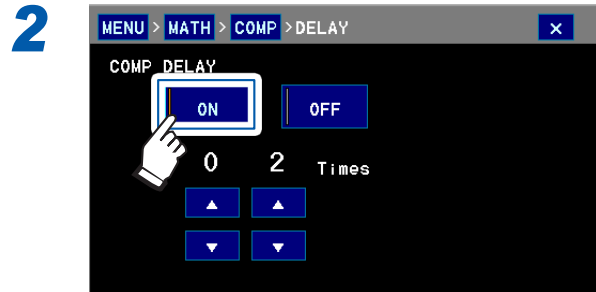 2
MENU > MATH > COMP > DELAY ×
COMP DELAY
ON OFF
0 2 Times